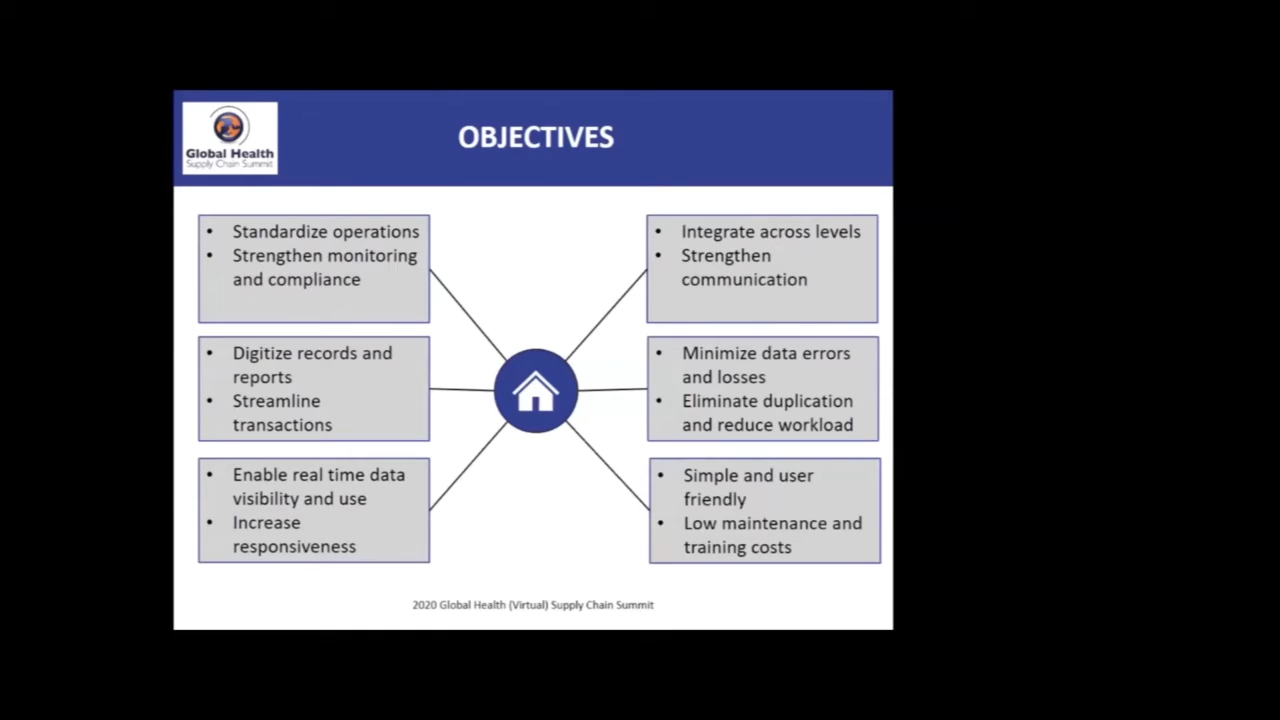 Global Health
Supply Chain Summit
OBJECTIVES
• Standardize operations
• Strengthen monitoring
and compliance
• Digitize records and
reports
• Streamline
transactions
• Enable real time data
visibility and use
• Increase
responsiveness
• Integrate across levels
• Strengthen
communication
• Minimize data errors
and losses
• Eliminate duplication
and reduce workload
• Simple and user
friendly
• Low maintenance and
training costs
2020 Global Health (Virtual) Supply Chain Summit